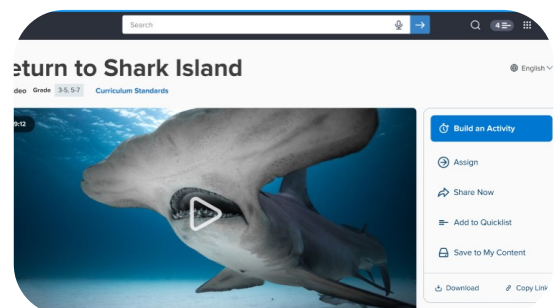 Search
4
eturn to Shark Island
English
deo Grade 3-5, 5-7 Curriculum Standards
9:12
Build an Activity
Assign
Share Now
Add to Quicklist
Save to My Content
Download Copy Link